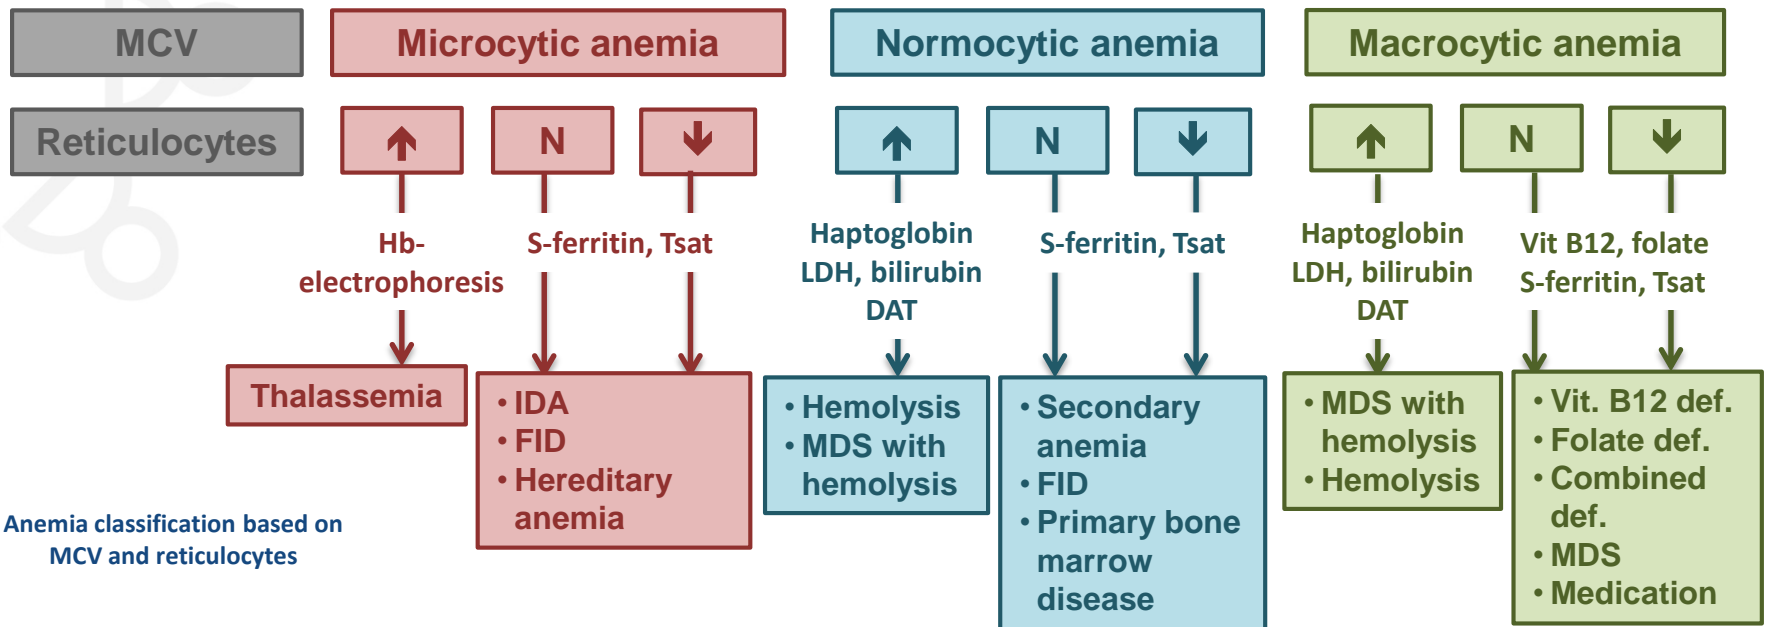 MCV
Microcytic anemia
Normocytic anemia
Macrocytic anemia
Reticulocytes
↑
N
↓
↑
N
↓
↑
N
↓
Hb-
electrophoresis
S-ferritin, Tsat
Haptoglobin
LDH, bilirubin
DAT
S-ferritin, Tsat
Haptoglobin
LDH, bilirubin
DAT
Vit B12, folate
S-ferritin, Tsat
Thalassemia
• IDA
• FID
• Hereditary
anemia
• Hemolysis
• MDS with
hemolysis
• Secondary
anemia
• FID
• Primary bone
marrow
disease
• MDS with
hemolysis
• Hemolysis
• Vit. B12 def.
• Folate def.
• Combined
def.
• MDS
• Medication
Anemia classification based on
MCV and reticulocytes